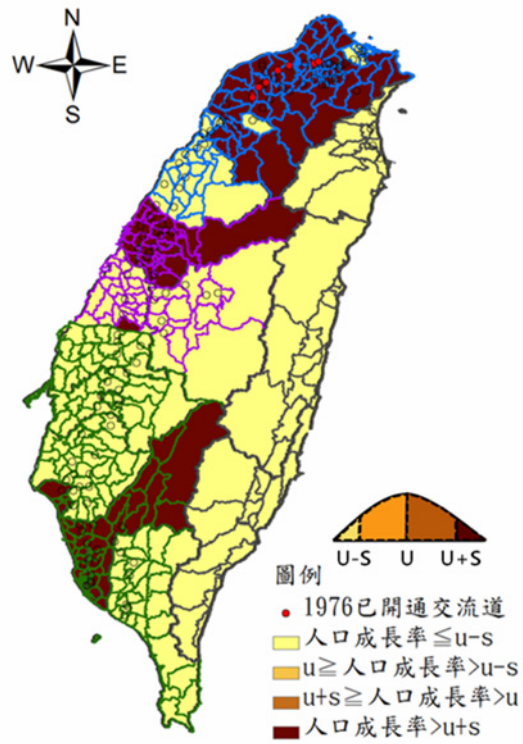 N
W E
S
U-S U U+S
圖例
1976已開通交流道
人口成長率≦u-s
u≧人口成長率>u-s
u+s≧人口成長率>u
人口成長率>u+s